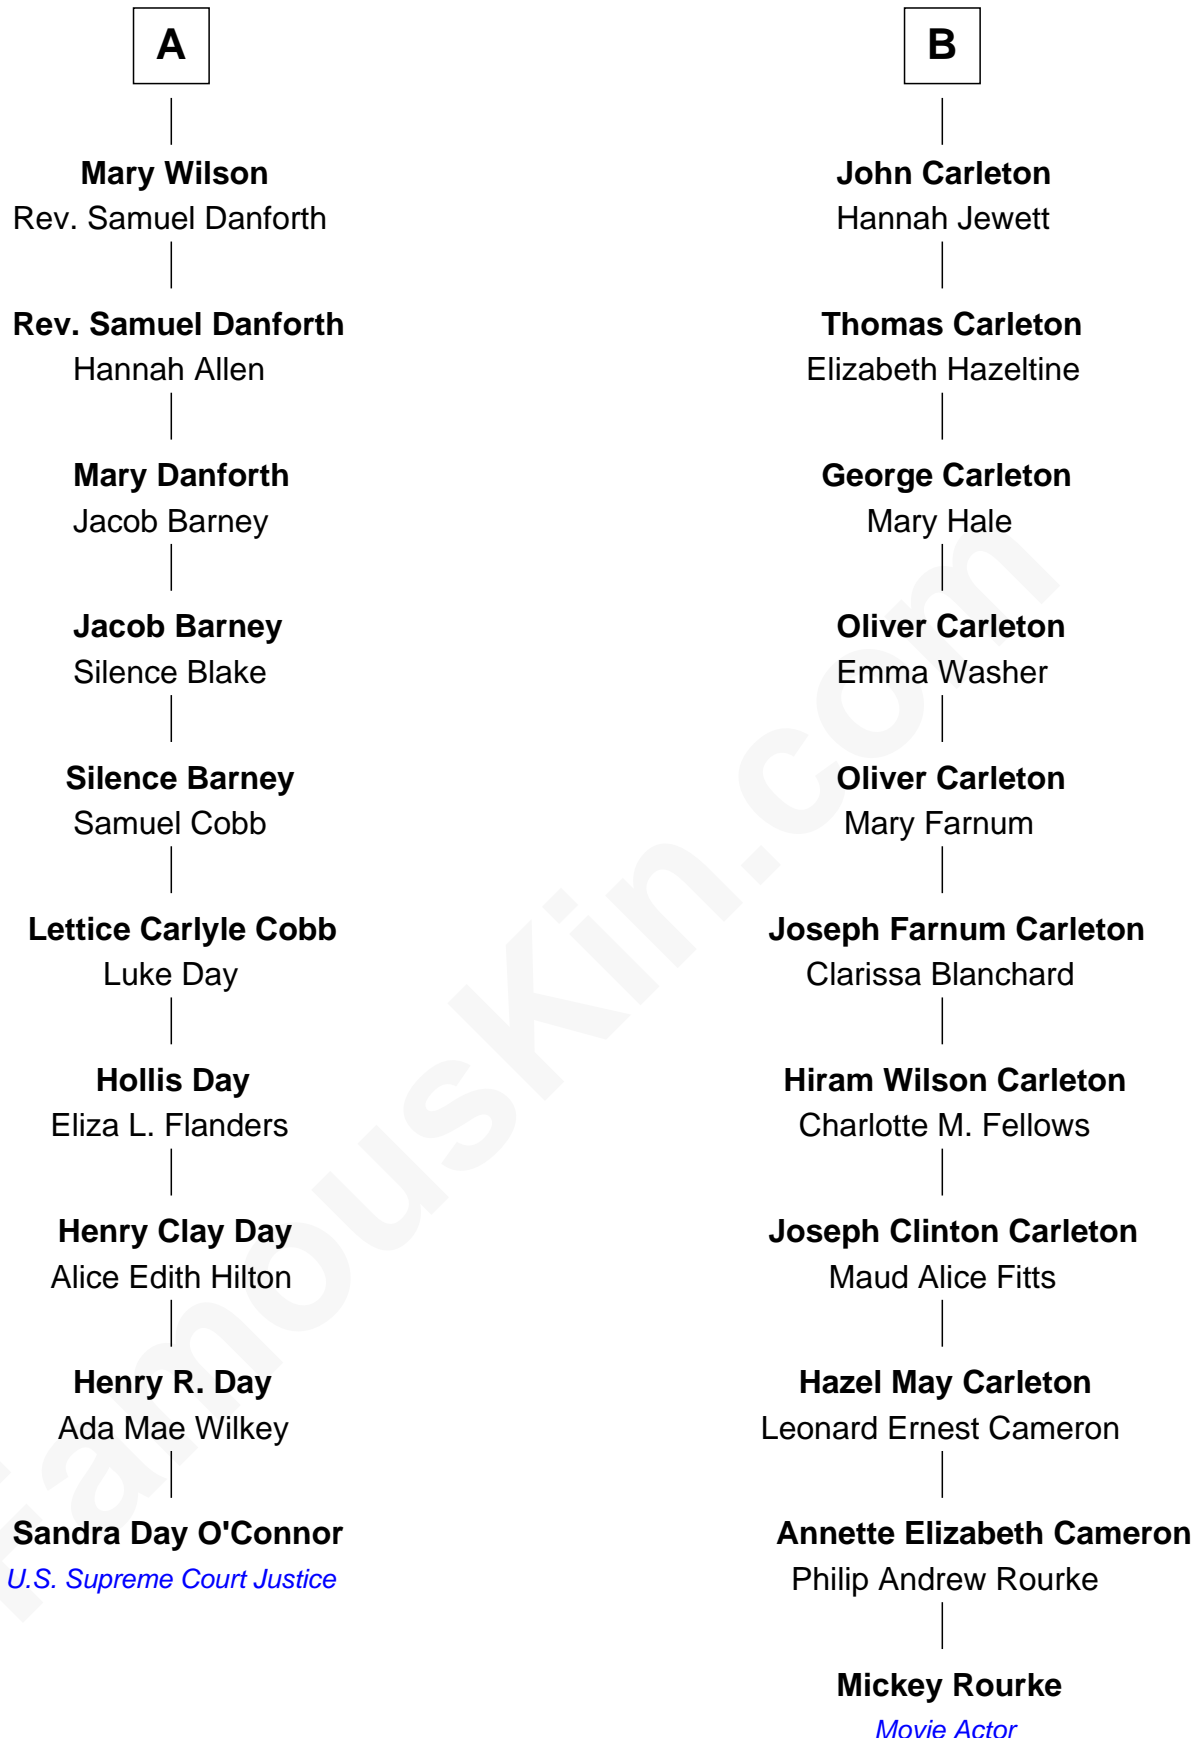 A
Mary Wilson
Rev. Samuel Danforth
Rev. Samuel Danforth
Hannah Allen
Mary Danforth
Jacob Barney
Jacob Barney
Silence Blake
Silence Barney
Samuel Cobb
Lettice Carlyle Cobb
Luke Day
Hollis Day
Eliza L. Flanders
Henry Clay Day
Alice Edith Hilton
Henry R. Day
Ada Mae Wilkey
Sandra Day O'Connor
U.S. Supreme Court Justice
B
John Carleton
Hannah Jewett
Thomas Carleton
Elizabeth Hazeltine
George Carleton
Mary Hale
Oliver Carleton
Emma Washer
Oliver Carleton
Mary Farnum
Joseph Farnum Carleton
Clarissa Blanchard
Hiram Wilson Carleton
Charlotte M. Fellows
Joseph Clinton Carleton
Maud Alice Fitts
Hazel May Carleton
Leonard Ernest Cameron
Annette Elizabeth Cameron
Philip Andrew Rourke
Mickey Rourke
Movie Actor
FamousKin.com